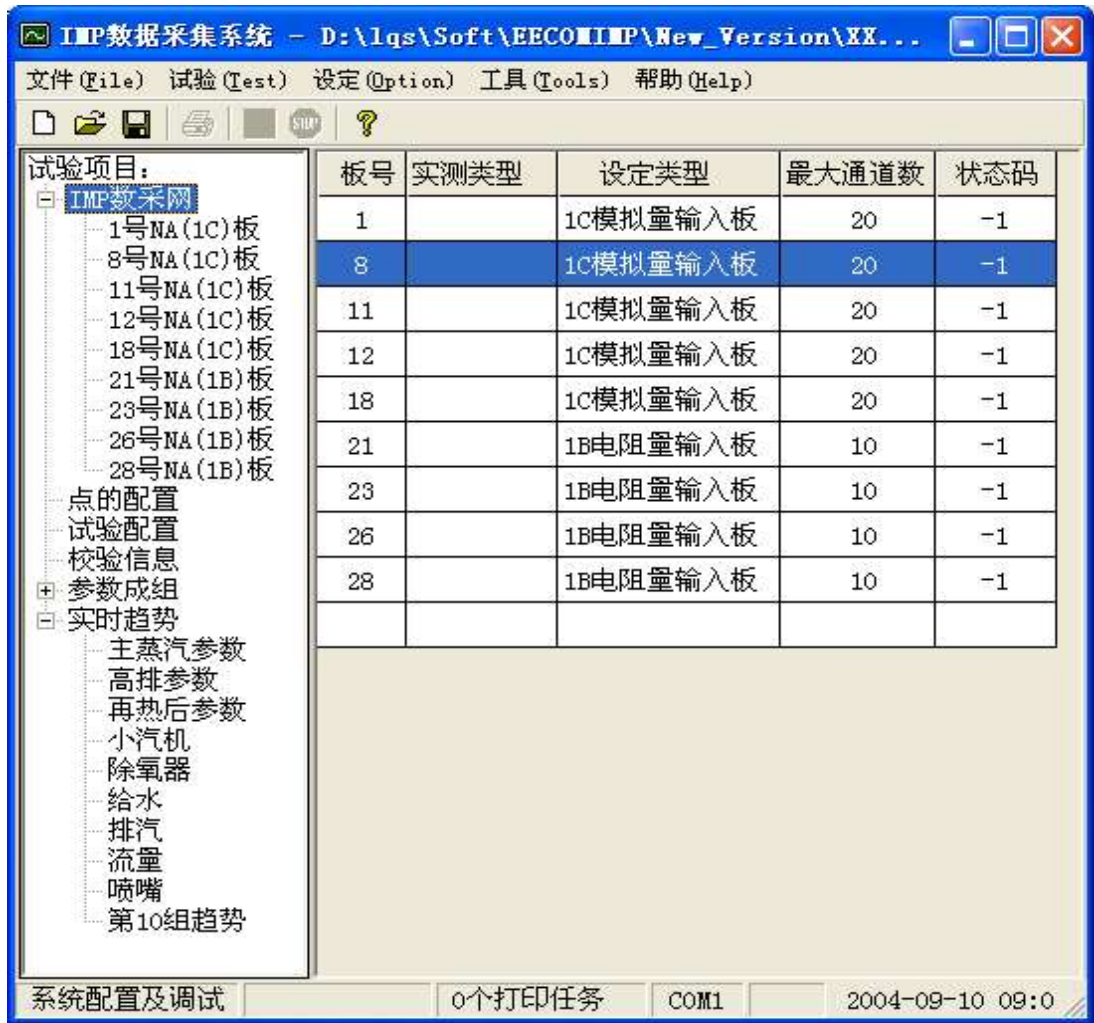 IMP数据采集系统 - D:\lqs\Soft\EECOMIMP\New_Version\XX...
文件(File) 试验(Test) 设定(Option) 工具(Tools) 帮助(Help)
STOP
试验项目:
IMP数采网
1号NA(1C)板
8号NA(1C)板
11号NA(1C)板
12号NA(1C)板
18号NA(1C)板
21号NA(1B)板
23号NA(1B)板
26号NA(1B)板
28号NA(1B)板
点的配置
试验配置
校验信息
参数成组
实时趋势
主蒸汽参数
高排参数
再热后参数
小汽机
除氧器
给水
排汽
流量
喷嘴
第10组趋势
板号 实测类型 设定类型 最大通道数 状态码
1 1C模拟量输入板 20 -1
8 1C模拟量输入板 20 -1
11 1C模拟量输入板 20 -1
12 1C模拟量输入板 20 -1
18 1C模拟量输入板 20 -1
21 1B电阻量输入板 10 -1
23 1B电阻量输入板 10 -1
26 1B电阻量输入板 10 -1
28 1B电阻量输入板 10 -1
系统配置及调试 0个打印任务 COM1 2004-09-10 09:0